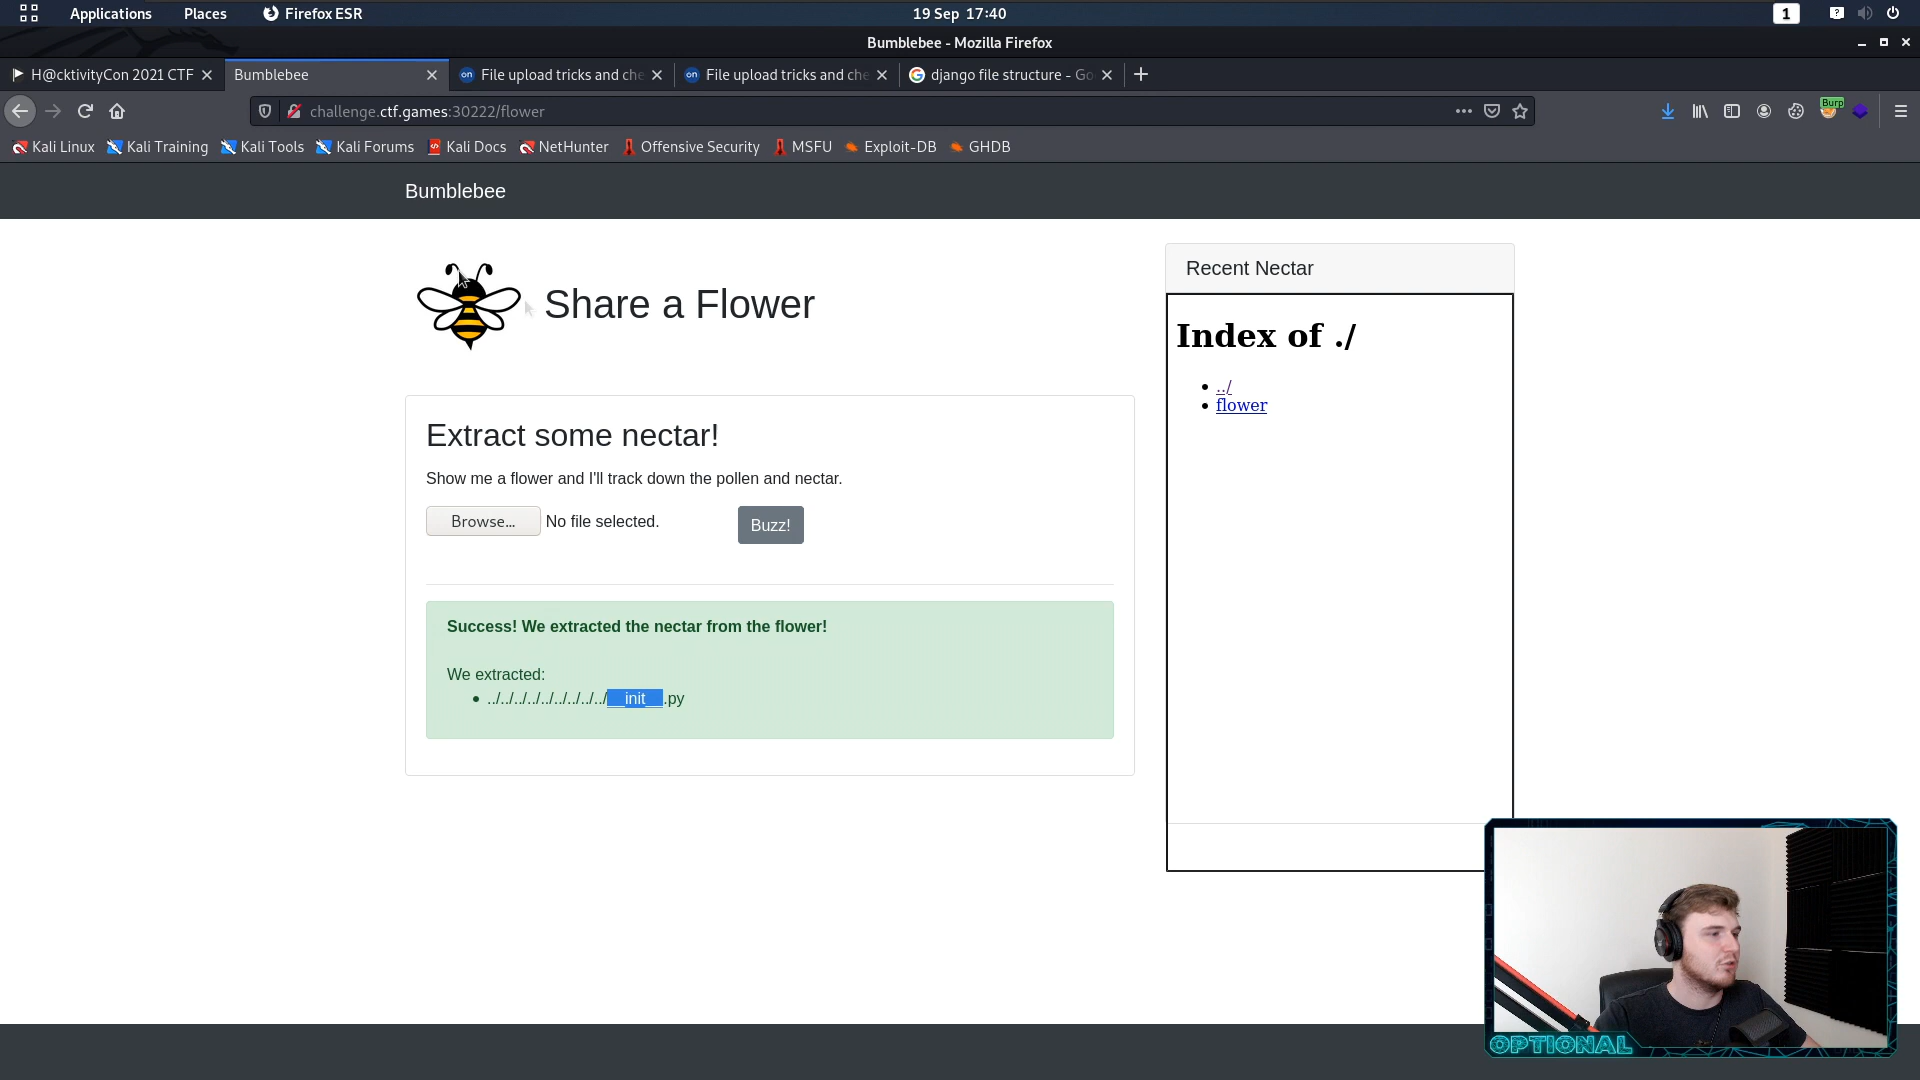 Applications Places Firefox ESR 19 Sep 17:40 1
Bumblebee - Mozilla Firefox
H@cktivityCon 2021 CTF Bumblebee File upload tricks and che File upload tricks and che django file structure - Go
challenge.ctf.games:30222/flower Burp
Kali Linux Kali Training Kali Tools Kali Forums Kali Docs NetHunter Offensive Security MSFU Exploit-DB GHDB
Bumblebee
Share a Flower
Extract some nectar!
Show me a flower and I'll track down the pollen and nectar.
Browse... No file selected. Buzz!
Success! We extracted the nectar from the flower!
We extracted:
../../../../../../../../../__init__.py
Recent Nectar
Index of ./
../
flower
OPTIONAL